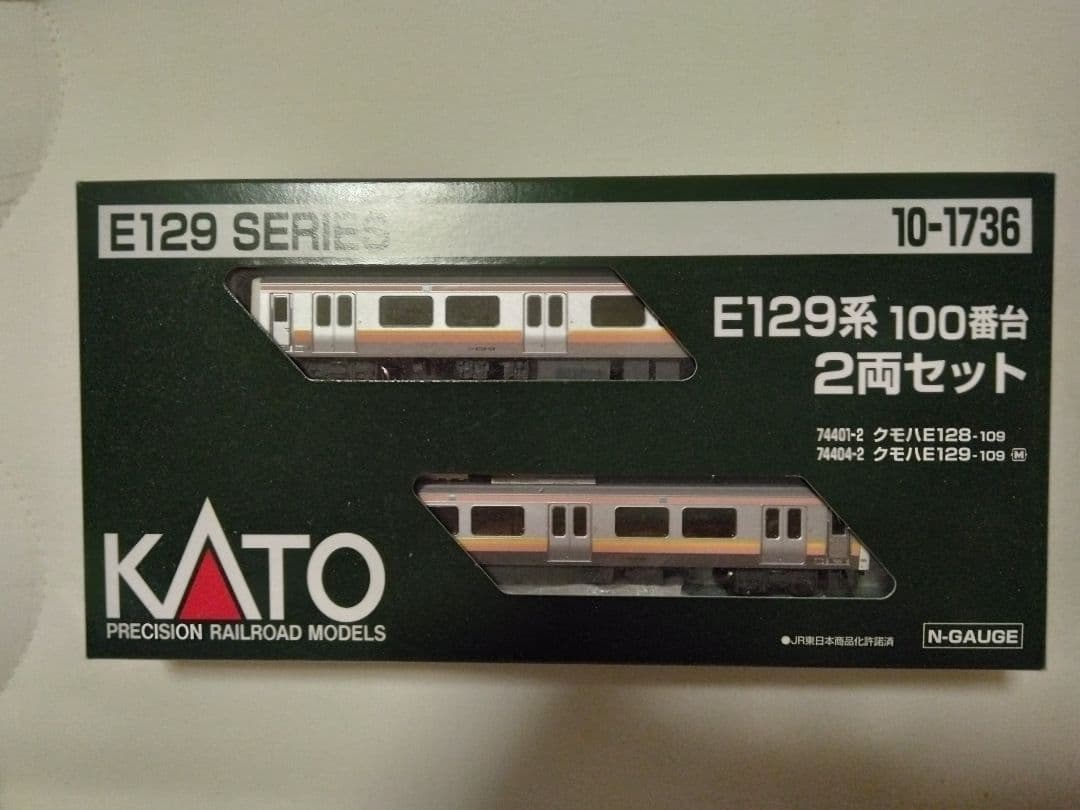 E129 SERIES
10-1736
E129系 100番台
2両セット
74401-2 クモハE128-109
74404-2 クモハE129-109 M
KATO
PRECISION RAILROAD MODELS
●JR東日本商品化許諾済
N-GAUGE